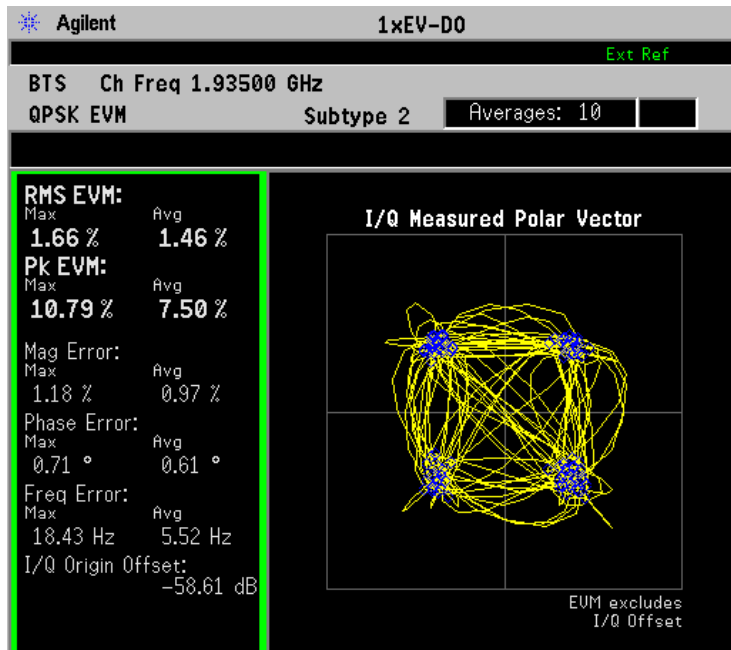 Agilent 1xEV-DO
Ext Ref
BTS Ch Freq 1.93500 GHz
QPSK EVM Subtype 2 Averages: 10
RMS EVM:
Max Avg
1.66 % 1.46 %
Pk EVM:
Max Avg
10.79 % 7.50 %
Mag Error:
Max Avg
1.18 % 0.97 %
Phase Error:
Max Avg
0.71 ° 0.61 °
Freq Error:
Max Avg
18.43 Hz 5.52 Hz
I/Q Origin Offset:
-58.61 dB
I/Q Measured Polar Vector
EVM excludes
I/Q Offset